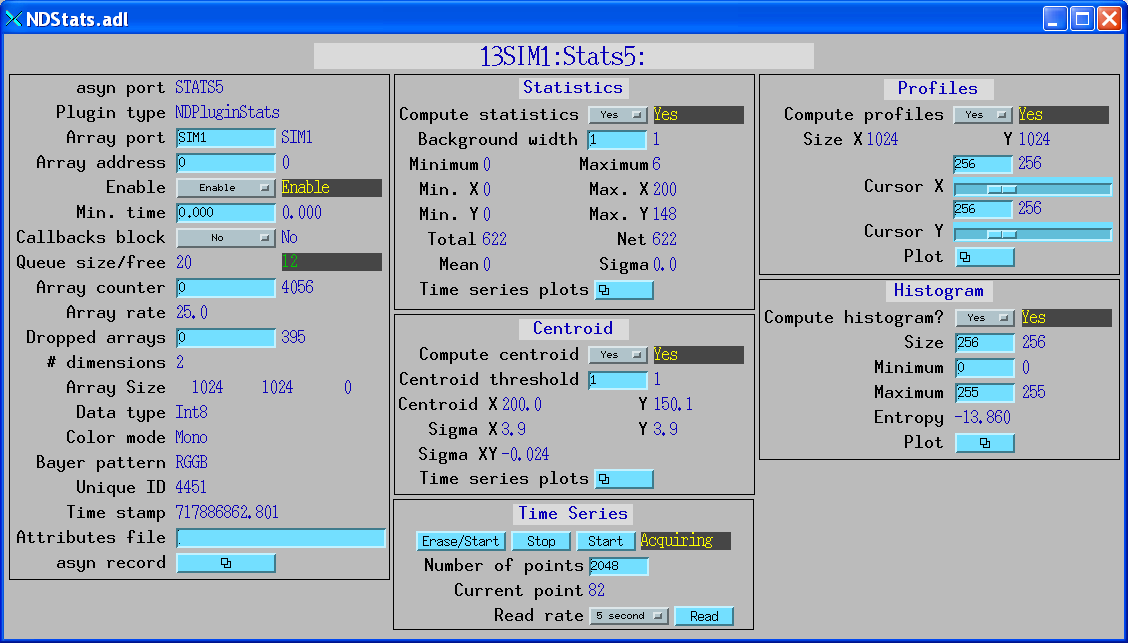 NDStats.adl
13SIM1:Stats5:
asyn port STATS5
Plugin type NDPluginStats
Array port SIM1 SIM1
Array address 0 0
Enable Enable Enable
Min. time 0.000 0.000
Callbacks block No No
Queue size/free 20 12
Array counter 0 4056
Array rate 25.0
Dropped arrays 0 395
# dimensions 2
Array Size 1024 1024 0
Data type Int8
Color mode Mono
Bayer pattern RGGB
Unique ID 4451
Time stamp 717886862.801
Attributes file
asyn record
Statistics
Compute statistics Yes Yes
Background width 1 1
Minimum 0 Maximum 6
Min. X 0 Max. X 200
Min. Y 0 Max. Y 148
Total 622 Net 622
Mean 0 Sigma 0.0
Time series plots
Centroid
Compute centroid Yes Yes
Centroid threshold 1 1
Centroid X 200.0 Y 150.1
Sigma X 3.9 Y 3.9
Sigma XY -0.024
Time series plots
Time Series
Erase/Start Stop Start Acquiring
Number of points 2048
Current point 82
Read rate 5 second Read
Profiles
Compute profiles Yes Yes
Size X 1024 Y 1024
256 256
Cursor X
256 256
Cursor Y
Plot
Histogram
Compute histogram? Yes Yes
Size 256 256
Minimum 0 0
Maximum 255 255
Entropy -13.860
Plot